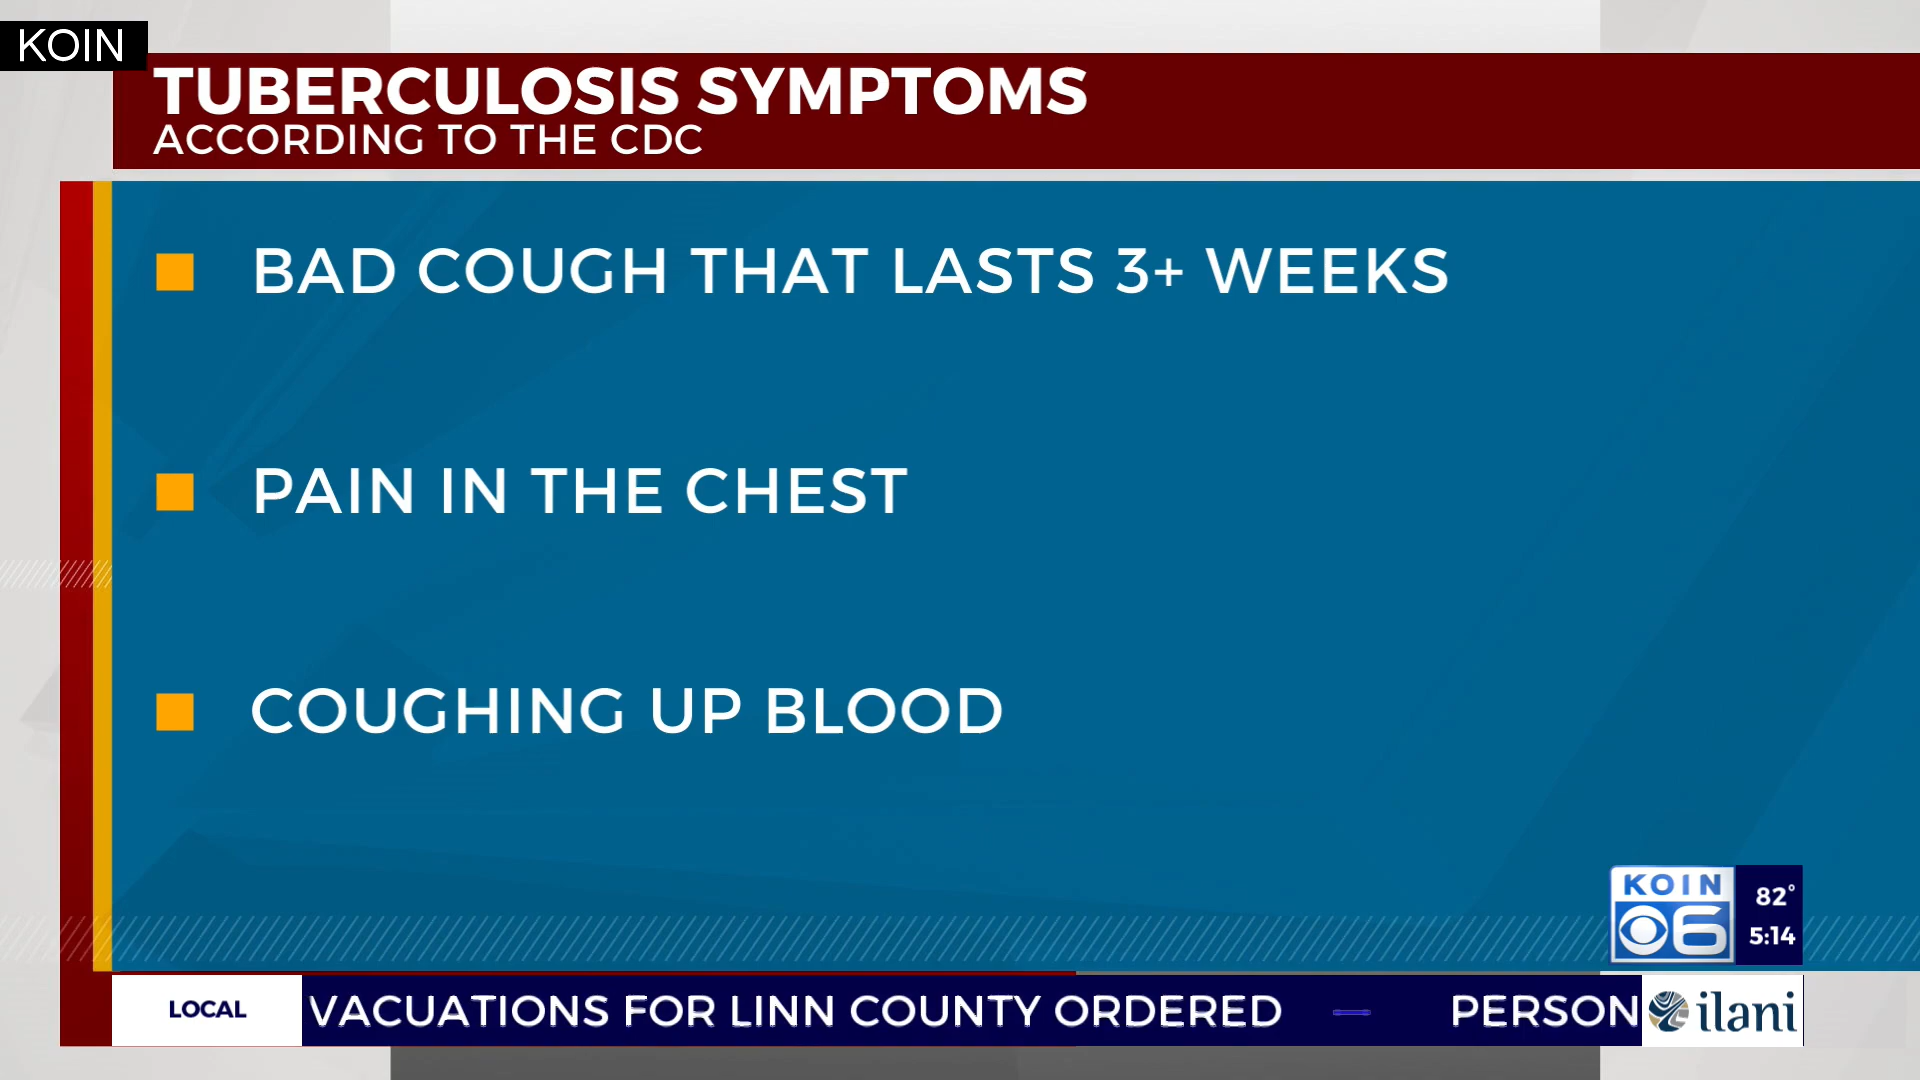 KOIN
TUBERCULOSIS SYMPTOMS
ACCORDING TO THE CDC
BAD COUGH THAT LASTS 3+ WEEKS
PAIN IN THE CHEST
COUGHING UP BLOOD
KOIN
6
82°
5:14
LOCAL
VACUATIONS FOR LINN COUNTY ORDERED — PERSON
ilani